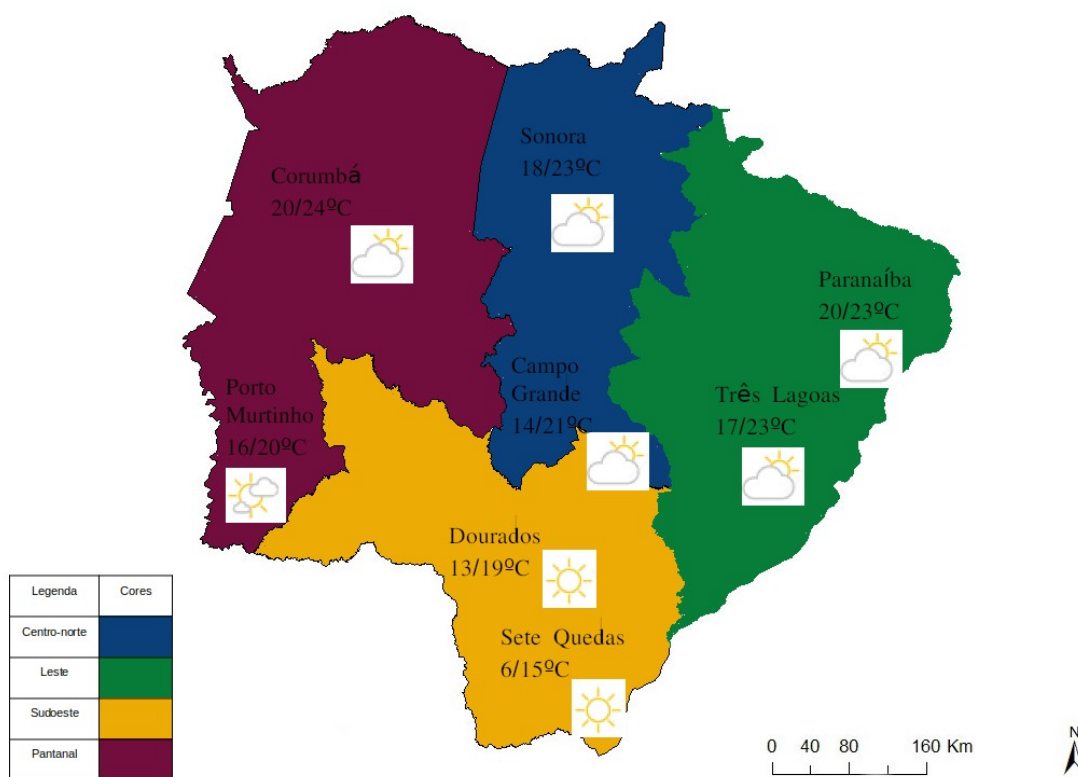 Sonora
18/23ºC
Corumbá
20/24ºC
Paranaíba
20/23ºC
Campo
Grande
14/21ºC
Porto
Murtinho
16/20ºC
Três Lagoas
17/23ºC
Dourados
13/19ºC
Sete Quedas
6/15ºC
Legenda Cores
Centro-norte
Leste
Sudoeste
Pantanal
0 40 80 160 Km
N